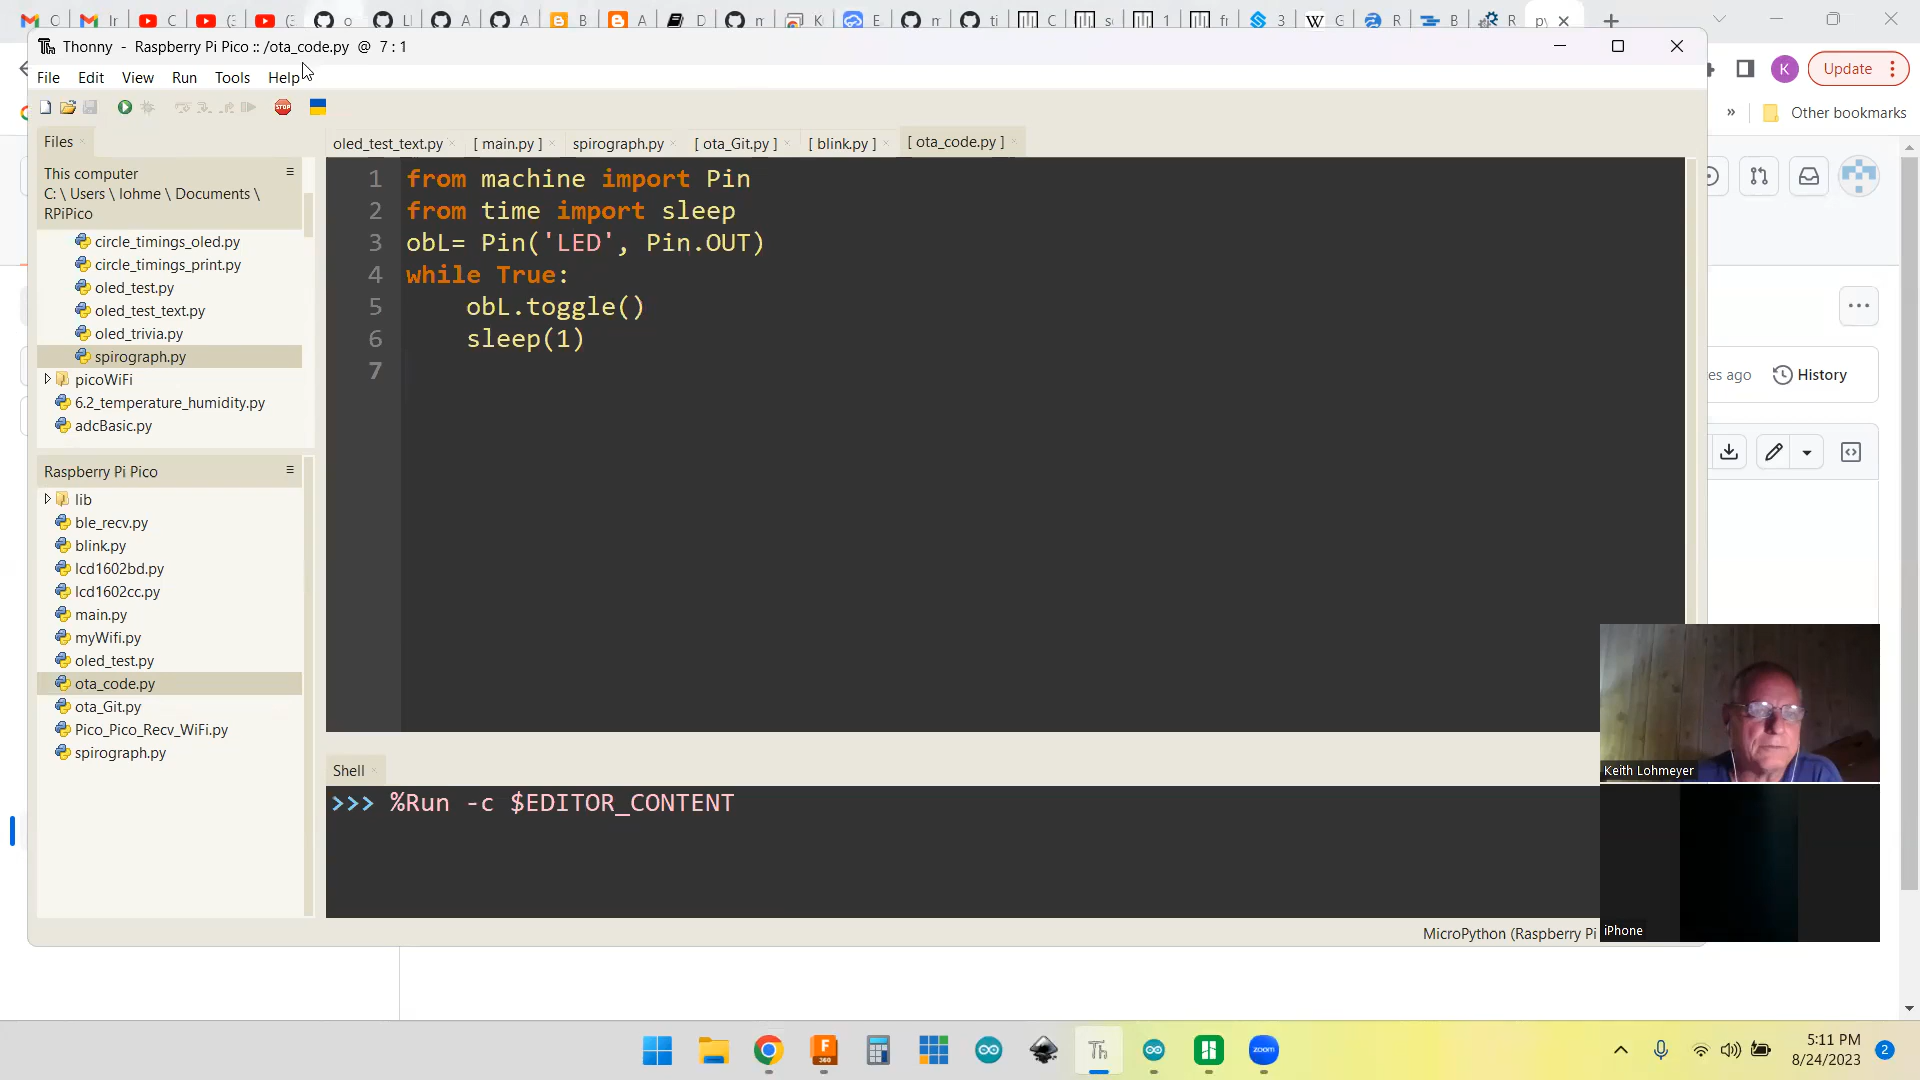 Thonny - Raspberry Pi Pico :: /ota_code.py @ 7 : 1
File Edit View Run Tools Help
K Update
» Other bookmarks
STOP
Files
oled_test_text.py [ main.py ] spirograph.py [ ota_Git.py ] [ blink.py ] [ ota_code.py ]
This computer
C: \ Users \ lohme \ Documents \
RPiPico
circle_timings_oled.py
circle_timings_print.py
oled_test.py
oled_test_text.py
oled_trivia.py
spirograph.py
picoWiFi
6.2_temperature_humidity.py
adcBasic.py
Raspberry Pi Pico
lib
ble_recv.py
blink.py
lcd1602bd.py
lcd1602cc.py
main.py
myWifi.py
oled_test.py
ota_code.py
ota_Git.py
Pico_Pico_Recv_WiFi.py
spirograph.py
1 from machine import Pin
2 from time import sleep
3 obL= Pin('LED', Pin.OUT)
4 while True:
5 obL.toggle()
6 sleep(1)
7
es ago History
Shell
>>> %Run -c $EDITOR_CONTENT
MicroPython (Raspberry Pi
Keith Lohmeyer
iPhone
Th
zoom
5:11 PM
8/24/2023
2